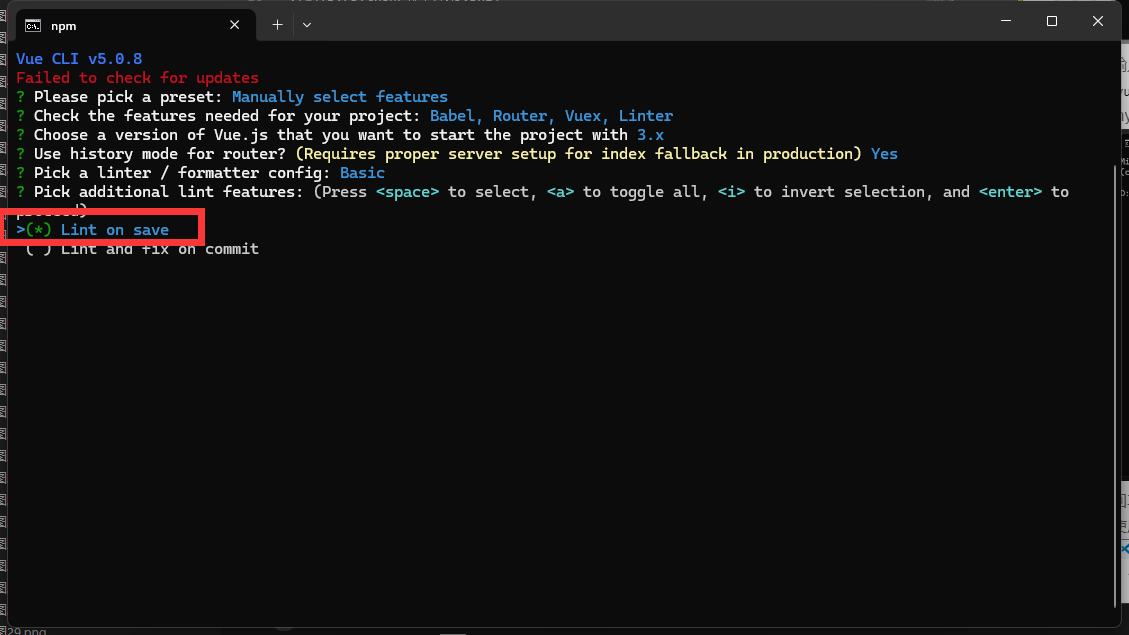 npm
Vue CLI v5.0.8
Failed to check for updates
? Please pick a preset: Manually select features
? Check the features needed for your project: Babel, Router, Vuex, Linter
? Choose a version of Vue.js that you want to start the project with 3.x
? Use history mode for router? (Requires proper server setup for index fallback in production) Yes
? Pick a linter / formatter config: Basic
? Pick additional lint features: (Press <space> to select, <a> to toggle all, <i> to invert selection, and <enter> to
proceed)
>(*) Lint on save
( ) Lint and fix on commit
29.png